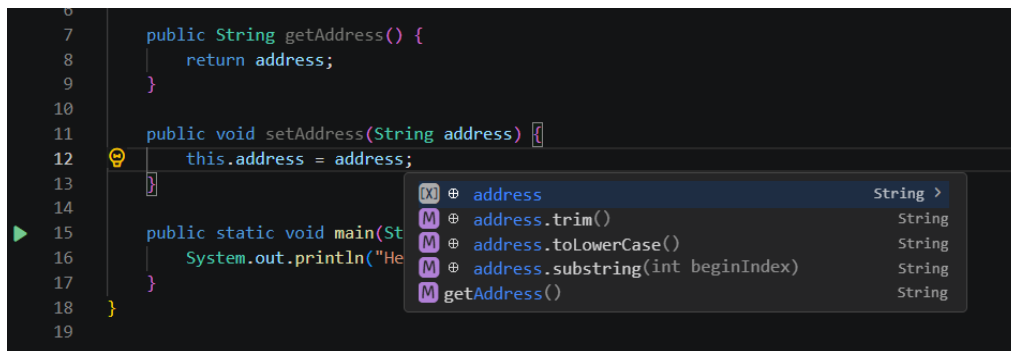 6
7 public String getAddress() {
8 return address;
9 }
10
11 public void setAddress(String address) {
12 this.address = address;
13 }
[X] ⊕ address String >
14
M ⊕ address.trim() String
15 public static void main(St
M ⊕ address.toLowerCase() String
16 System.out.println("He
M ⊕ address.substring(int beginIndex) String
17 }
M getAddress() String
18 }
19